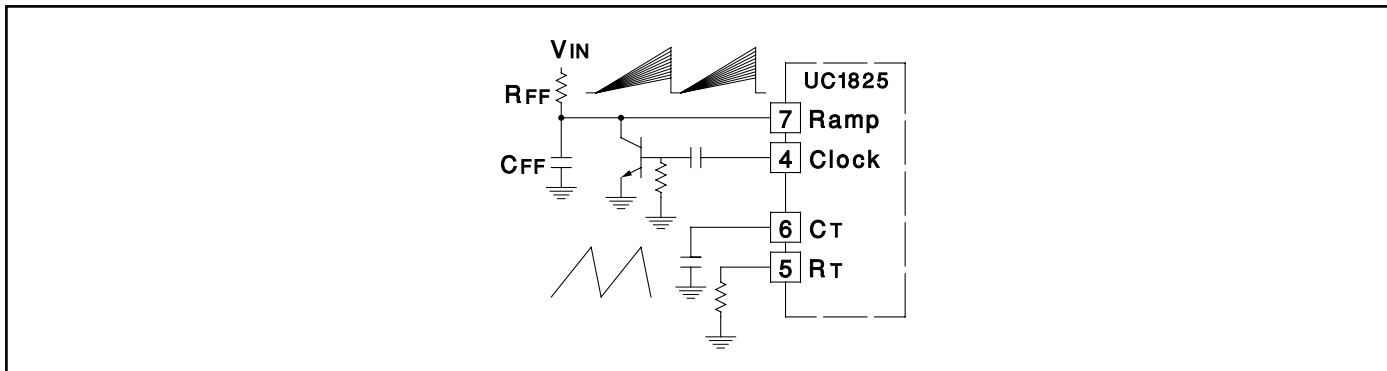 VIN
RFF
CFF
UC1825
7 Ramp
4 Clock
6 CT
5 RT